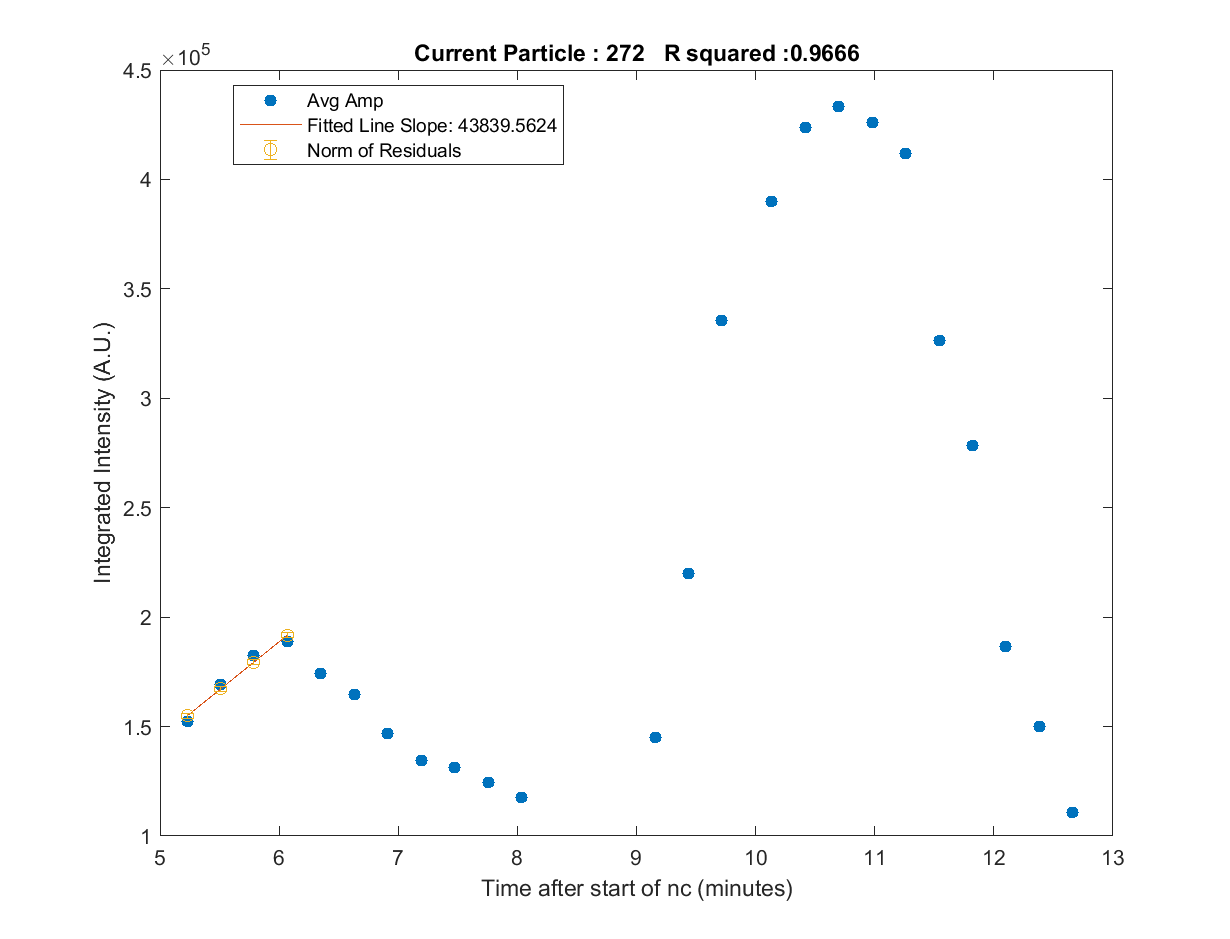 Current Particle : 272   R squared :0.9666
×10^5
4.5
4
3.5
3
2.5
2
1.5
1
Integrated Intensity (A.U.)
Avg Amp
Fitted Line Slope: 43839.5624
Norm of Residuals
5 6 7 8 9 10 11 12 13
Time after start of nc (minutes)